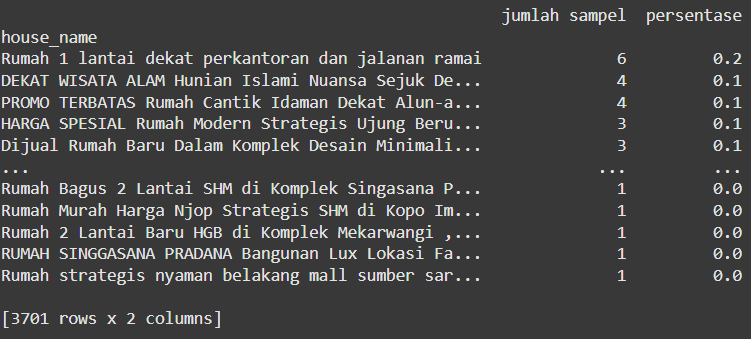 jumlah sampel persentase
house_name
Rumah 1 lantai dekat perkantoran dan jalanan ramai 6 0.2
DEKAT WISATA ALAM Hunian Islami Nuansa Sejuk De... 4 0.1
PROMO TERBATAS Rumah Cantik Idaman Dekat Alun-a... 4 0.1
HARGA SPESIAL Rumah Modern Strategis Ujung Beru... 3 0.1
Dijual Rumah Baru Dalam Komplek Desain Minimali... 3 0.1
... ... ...
Rumah Bagus 2 Lantai SHM di Komplek Singasana P... 1 0.0
Rumah Murah Harga Njop Strategis SHM di Kopo Im... 1 0.0
Rumah 2 Lantai Baru HGB di Komplek Mekarwangi ,... 1 0.0
RUMAH SINGGASANA PRADANA Bangunan Lux Lokasi Fa... 1 0.0
Rumah strategis nyaman belakang mall sumber sar... 1 0.0
[3701 rows x 2 columns]